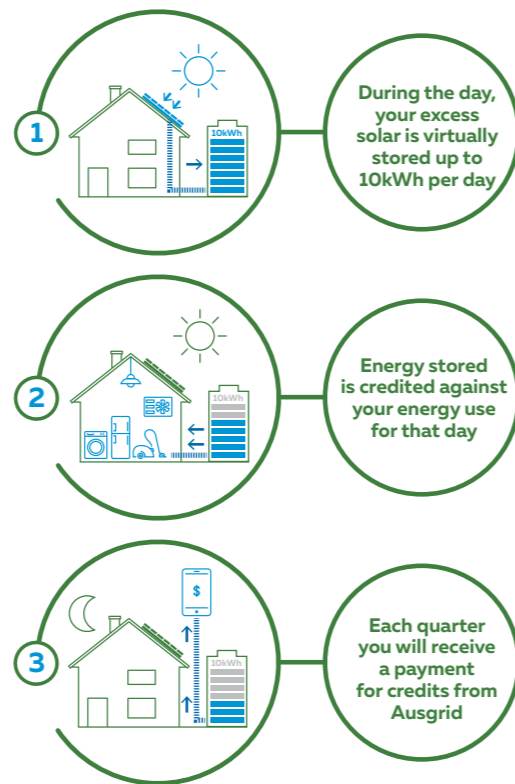 1
10kWh
During the day,
your excess
solar is virtually
stored up to
10kWh per day
2
10kWh
Energy stored
is credited against
your energy use
for that day
3
$
10kWh
Each quarter
you will receive
a payment
for credits from
Ausgrid